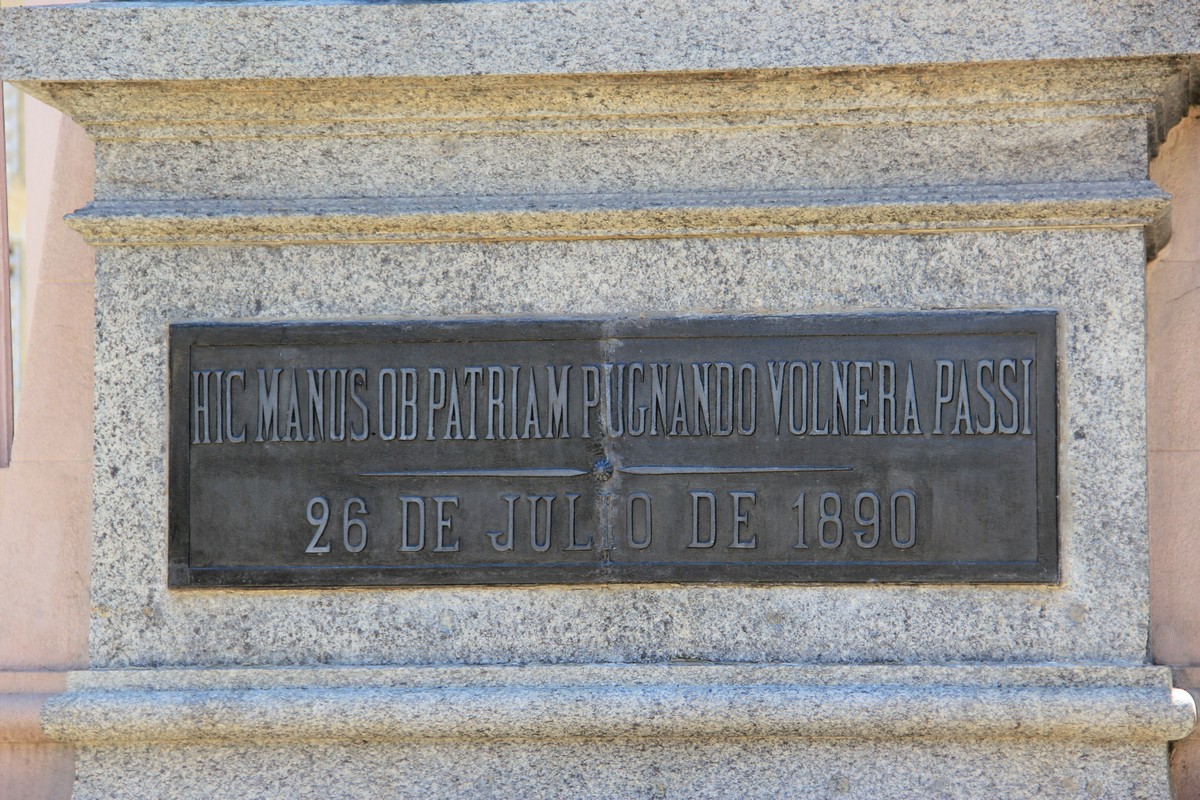 HIC MANUS OB PATRIAM PUGNANDO VOLNERA PASSI
26 DE JULIO DE 1890